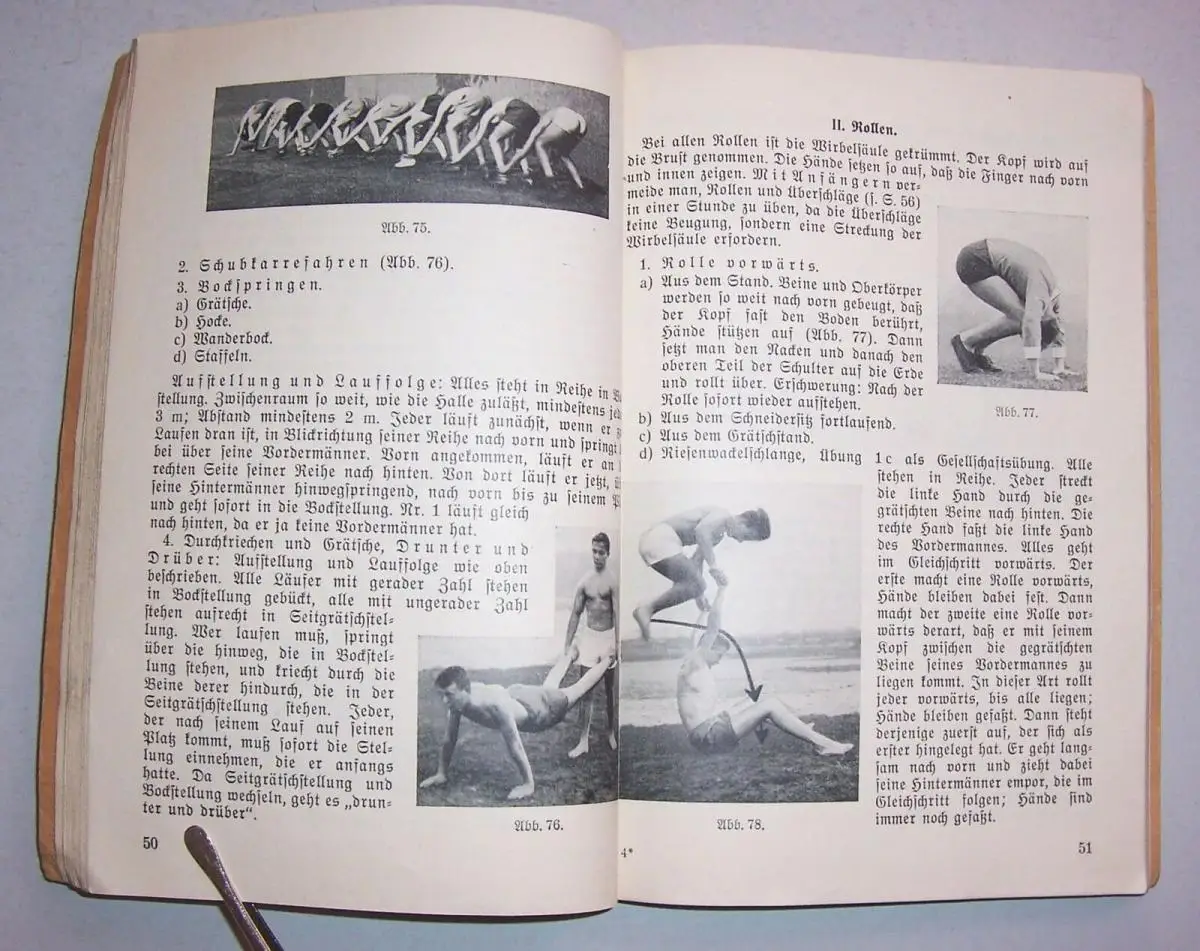 Abb. 75.
2. Schubkarrefahren (Abb. 76).
3. Bockspringen.
a) Grätsche.
b) Hocke.
c) Wanderbock.
d) Staffeln.
Aufstellung und Lauffolge: Alles steht in Reihe in
stellung. Zwischenraum so weit, wie die Halle zuläßt, mindestens
3 m; Abstand mindestens 2 m. Jeder läuft zunächst, wenn er
Laufen dran ist, in Blickrichtung seiner Reihe nach vorn und springt
bei über seine Vordermänner. Vorn angekommen, läuft er an
rechten Seite seiner Reihe nach hinten. Von dort läuft er jetzt,
seine Hintermänner hinwegspringend, nach vorn bis zu seinem
und geht sofort in die Bockstellung. Nr. 1 läuft gleich
nach hinten, da er ja keine Vordermänner hat.
4. Durchkriechen und Grätsche, Drunter und
Drüber: Aufstellung und Lauffolge wie oben
beschrieben. Alle Läufer mit gerader Zahl stehen
in Bockstellung gebückt, alle mit ungerader Zahl
stehen aufrecht in Seitgrätschstel-
lung. Wer laufen muß, springt
über die hinweg, die in Bockstel-
lung stehen, und kriecht durch die
Beine derer hindurch, die in der
Seitgrätschstellung stehen. Jeder,
der nach seinem Lauf auf seinen
Platz kommt, muß sofort die Stel-
lung einnehmen, die er anfangs
hatte. Da Seitgrätschstellung und
Bockstellung wechseln, geht es „drun-
ter und drüber“.
Abb. 76.
50
II. Rollen.
Bei allen Rollen ist die Wirbelsäule gekrümmt. Der Kopf wird auf
die Brust genommen. Die Hände setzen so auf, daß die Finger nach vorn
und innen zeigen. Mit Anfängern ver-
meide man, Rollen und Überschläge (s. S. 56)
in einer Stunde zu üben, da die Überschläge
keine Beugung, sondern eine Streckung der
Wirbelsäule erfordern.
1. Rolle vorwärts.
a) Aus dem Stand. Beine und Oberkörper
werden so weit nach vorn gebeugt, daß
der Kopf fast den Boden berührt,
Hände stützen auf (Abb. 77). Dann
setzt man den Nacken und danach den
oberen Teil der Schulter auf die Erde
und rollt über. Erschwerung: Nach der
Rolle sofort wieder aufstehen.
Abb. 77.
b) Aus dem Schneidersitz fortlaufend.
c) Aus dem Grätschstand.
d) Riesenwackelschlange, Übung 1 c als Gesellschaftsübung. Alle
stehen in Reihe. Jeder streckt
die linke Hand durch die ge-
grätschten Beine nach hinten. Die
rechte Hand faßt die linke Hand
des Vordermannes. Alles geht
im Gleichschritt vorwärts. Der
erste macht eine Rolle vorwärts,
Hände bleiben dabei fest. Dann
macht der zweite eine Rolle vor-
wärts derart, daß er mit seinem
Kopf zwischen die gegrätschten
Beine seines Vordermannes zu
liegen kommt. In dieser Art rollt
jeder vorwärts, bis alle liegen;
Hände bleiben gefaßt. Dann steht
derjenige zuerst auf, der sich als
erster hingelegt hat. Er geht lang-
sam nach vorn und zieht dabei
seine Hintermänner empor, die im
Gleichschritt folgen; Hände sind
immer noch gefaßt.
Abb. 78.
4*
51